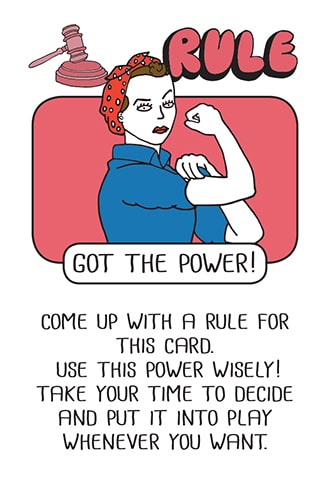 RULE
GOT THE POWER!
COME UP WITH A RULE FOR
THIS CARD.
USE THIS POWER WISELY!
TAKE YOUR TIME TO DECIDE
AND PUT IT INTO PLAY
WHENEVER YOU WANT.